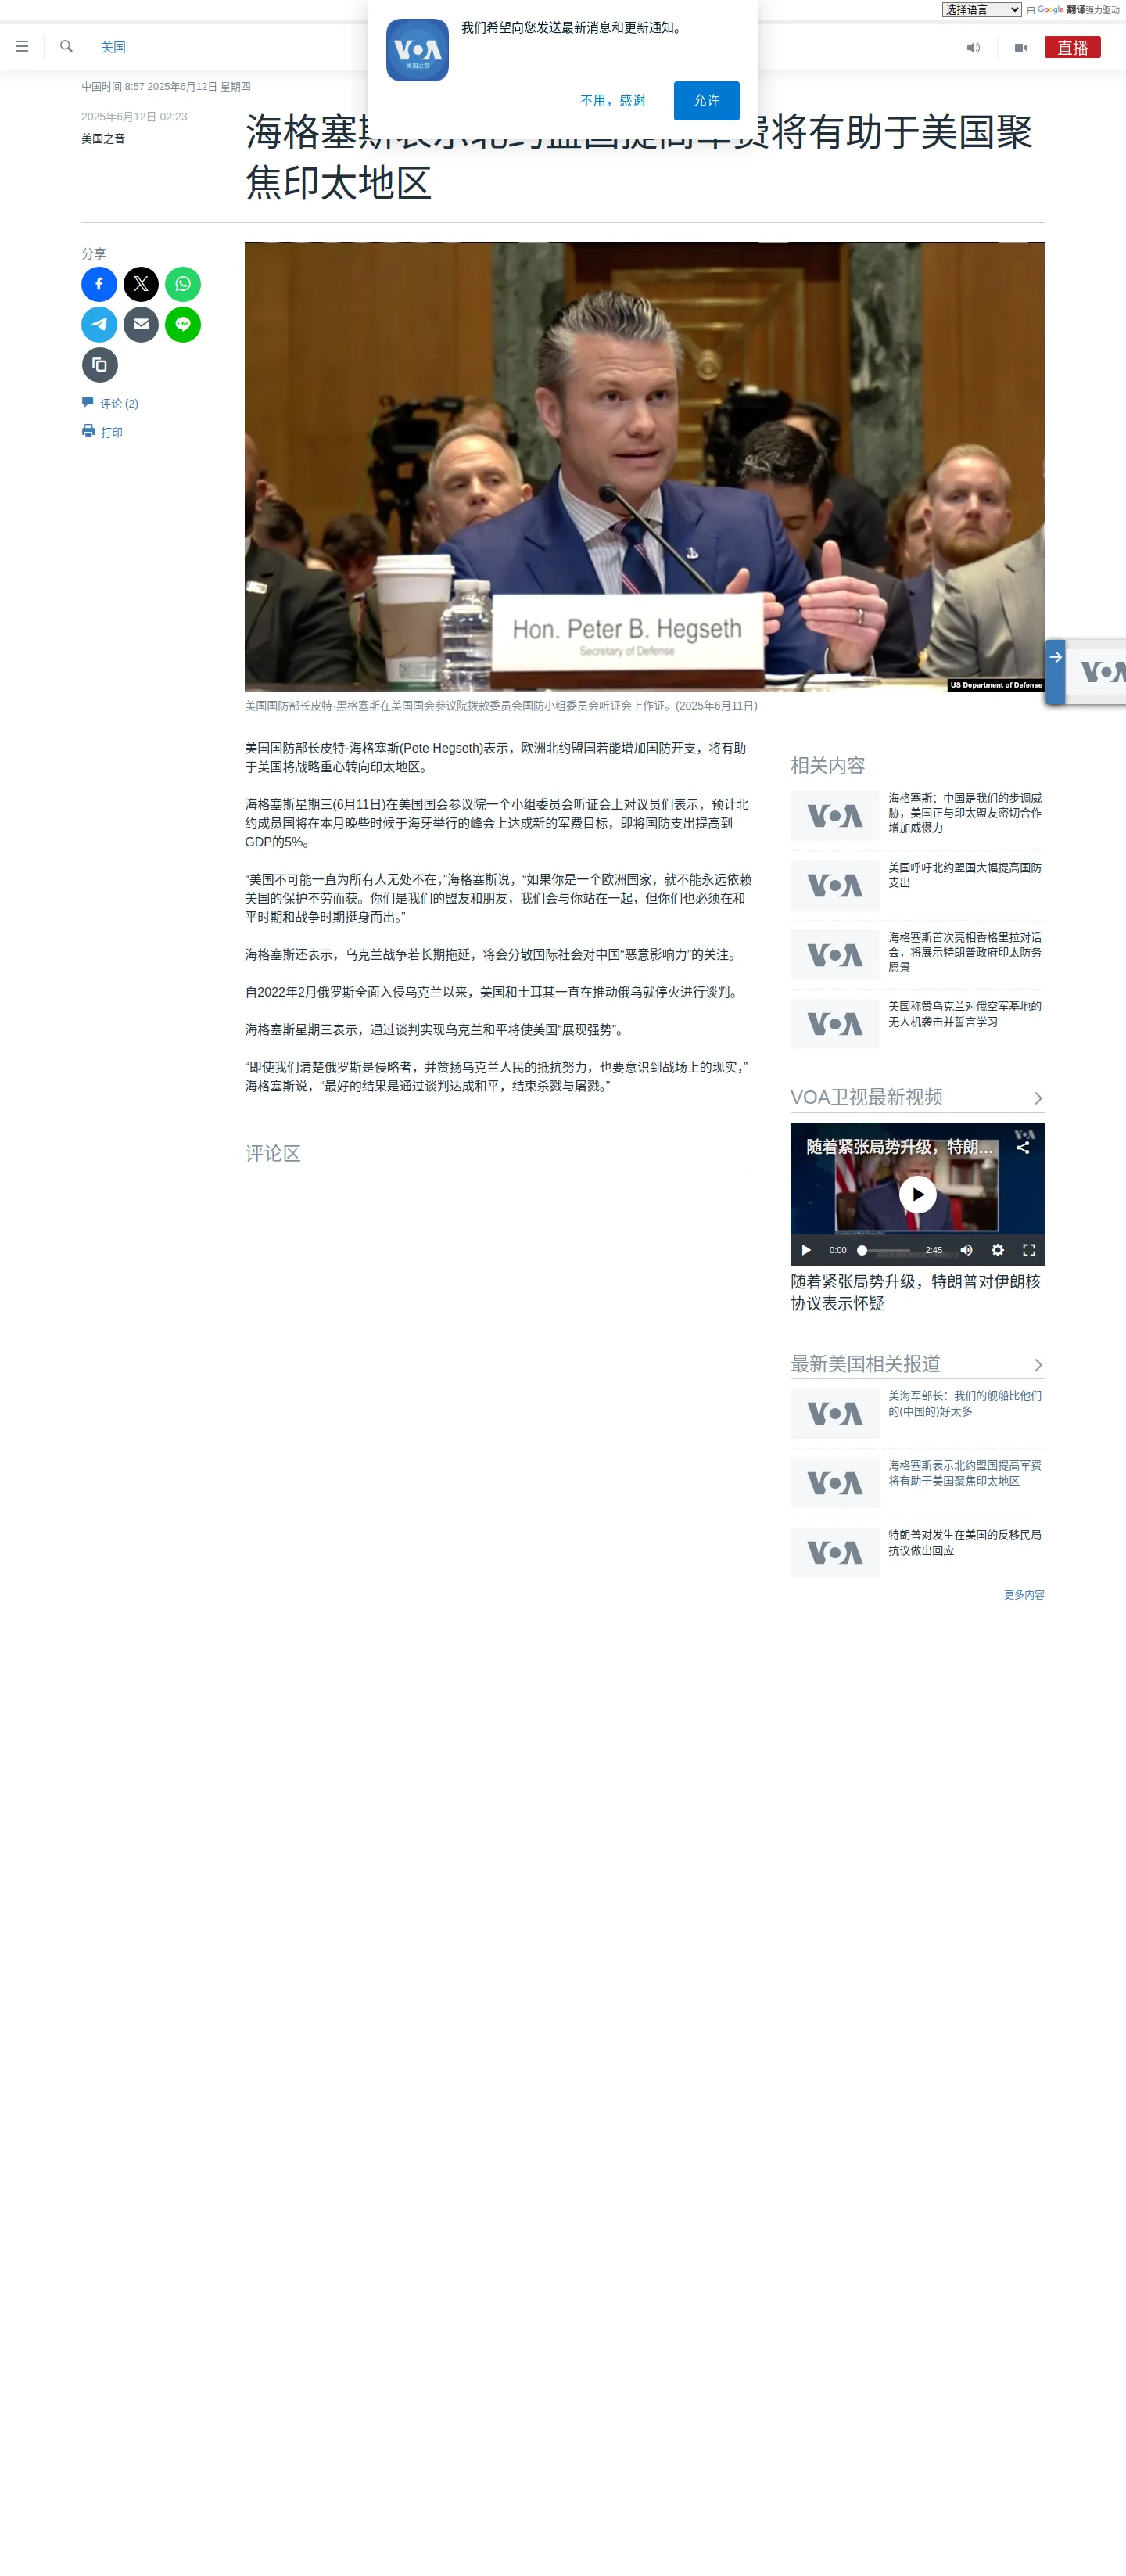 选择语言 由 Google 翻译强力驱动
我们希望向您发送最新消息和更新通知。
VOA
美国之音
不用，感谢
允许
美国
直播
中国时间 8:57 2025年6月12日 星期四
2025年6月12日 02:23
美国之音
海格塞斯表示北约盟国提高军费将有助于美国聚
焦印太地区
分享
LINE
评论 (2)
打印
Hon. Peter B. Hegseth
Secretary of Defense
US Department of Defense
VOA
美国国防部长皮特·黑格塞斯在美国国会参议院拨款委员会国防小组委员会听证会上作证。(2025年6月11日)
美国国防部长皮特·海格塞斯(Pete Hegseth)表示，欧洲北约盟国若能增加国防开支，将有助
于美国将战略重心转向印太地区。
海格塞斯星期三(6月11日)在美国国会参议院一个小组委员会听证会上对议员们表示，预计北
约成员国将在本月晚些时候于海牙举行的峰会上达成新的军费目标，即将国防支出提高到
GDP的5%。
“美国不可能一直为所有人无处不在，”海格塞斯说，“如果你是一个欧洲国家，就不能永远依赖
美国的保护不劳而获。你们是我们的盟友和朋友，我们会与你站在一起，但你们也必须在和
平时期和战争时期挺身而出。”
海格塞斯还表示，乌克兰战争若长期拖延，将会分散国际社会对中国“恶意影响力”的关注。
自2022年2月俄罗斯全面入侵乌克兰以来，美国和土耳其一直在推动俄乌就停火进行谈判。
海格塞斯星期三表示，通过谈判实现乌克兰和平将使美国“展现强势”。
“即使我们清楚俄罗斯是侵略者，并赞扬乌克兰人民的抵抗努力，也要意识到战场上的现实，”
海格塞斯说，“最好的结果是通过谈判达成和平，结束杀戮与屠戮。”
评论区
相关内容
VOA
海格塞斯：中国是我们的步调威
胁，美国正与印太盟友密切合作
增加威慑力
VOA
美国呼吁北约盟国大幅提高国防
支出
VOA
海格塞斯首次亮相香格里拉对话
会，将展示特朗普政府印太防务
愿景
VOA
美国称赞乌克兰对俄空军基地的
无人机袭击并誓言学习
VOA卫视最新视频
VOA
随着紧张局势升级，特朗...
0:00
2:45
随着紧张局势升级，特朗普对伊朗核
协议表示怀疑
最新美国相关报道
VOA
美海军部长：我们的舰船比他们
的(中国的)好太多
VOA
海格塞斯表示北约盟国提高军费
将有助于美国聚焦印太地区
VOA
特朗普对发生在美国的反移民局
抗议做出回应
更多内容